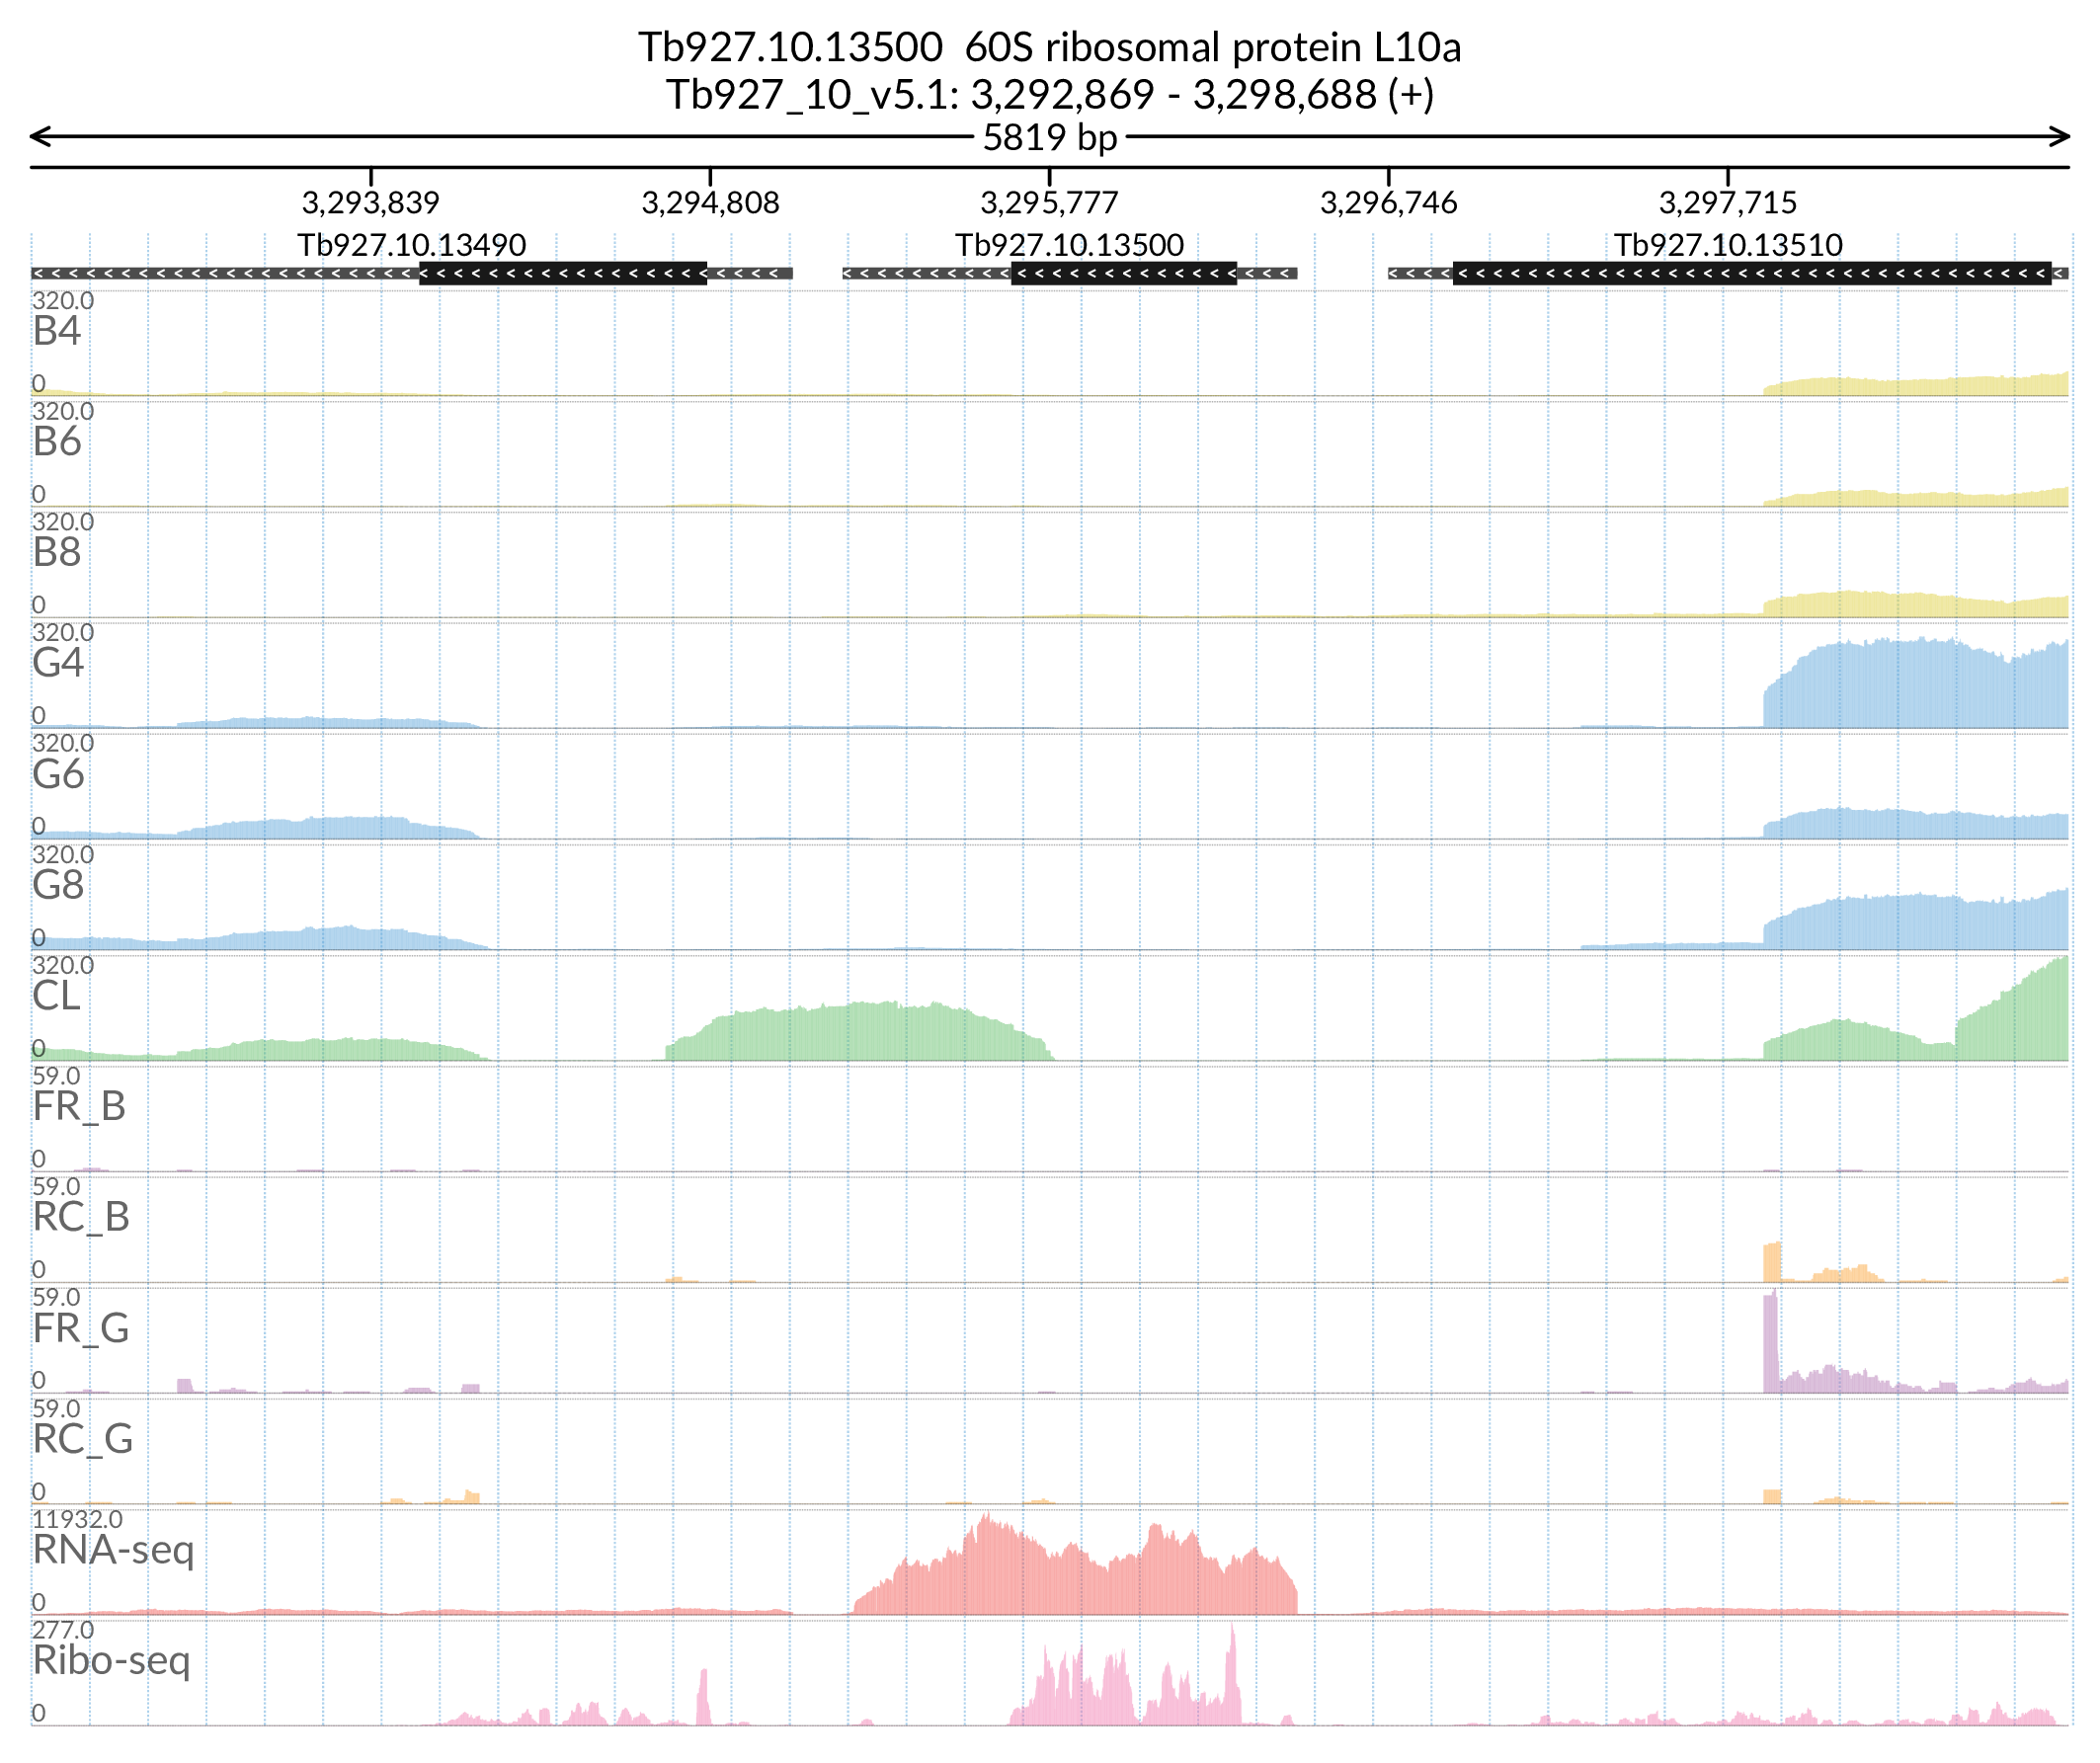 Tb927.10.13500  60S ribosomal protein L10a
Tb927_10_v5.1: 3,292,869 - 3,298,688 (+)
5819 bp
3,293,839 3,294,808 3,295,777 3,296,746 3,297,715
Tb927.10.13490 Tb927.10.13500 Tb927.10.13510
320.0
B4
0
320.0
B6
0
320.0
B8
0
320.0
G4
0
320.0
G6
0
320.0
G8
0
320.0
CL
0
59.0
FR_B
0
59.0
RC_B
0
59.0
FR_G
0
59.0
RC_G
0
11932.0
RNA-seq
0
277.0
Ribo-seq
0